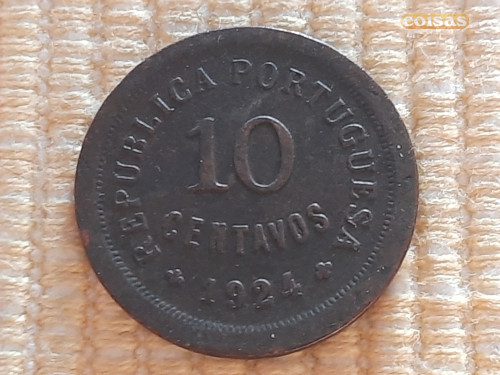 coisas
REPUBLICA PORTUGUESA
10
CENTAVOS
* 1924 *